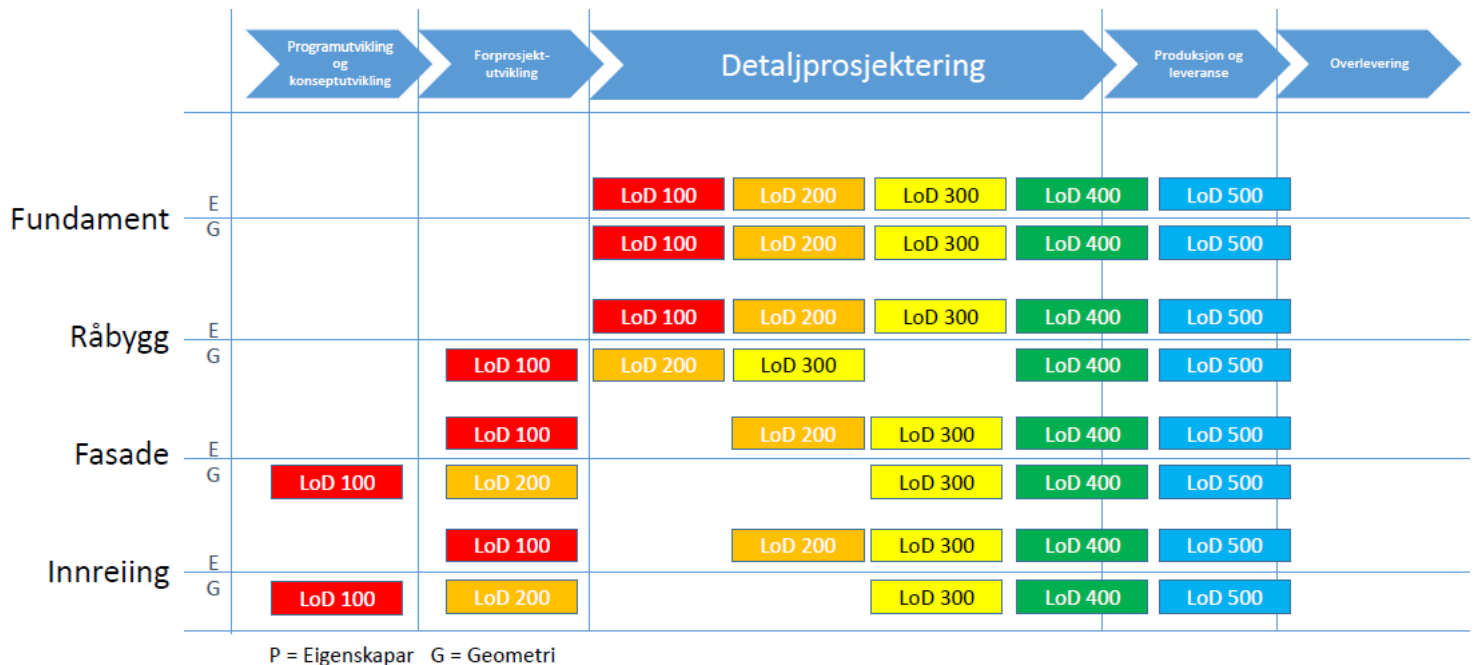 Programutvikling
og
konseptutvikling
Forprosjekt-
utvikling
Detaljprosjektering
Produksjon og
leveranse
Overlevering
Fundament
E
G
LoD 100 LoD 200 LoD 300 LoD 400 LoD 500
LoD 100 LoD 200 LoD 300 LoD 400 LoD 500
Råbygg
E
G
LoD 100 LoD 200 LoD 300 LoD 400 LoD 500
LoD 100 LoD 200 LoD 300 LoD 400 LoD 500
Fasade
E
G
LoD 100 LoD 200 LoD 300 LoD 400 LoD 500
LoD 100 LoD 200 LoD 300 LoD 400 LoD 500
Innreiing
E
G
LoD 100 LoD 200 LoD 300 LoD 400 LoD 500
LoD 100 LoD 200 LoD 300 LoD 400 LoD 500
P = Eigenskapar G = Geometri